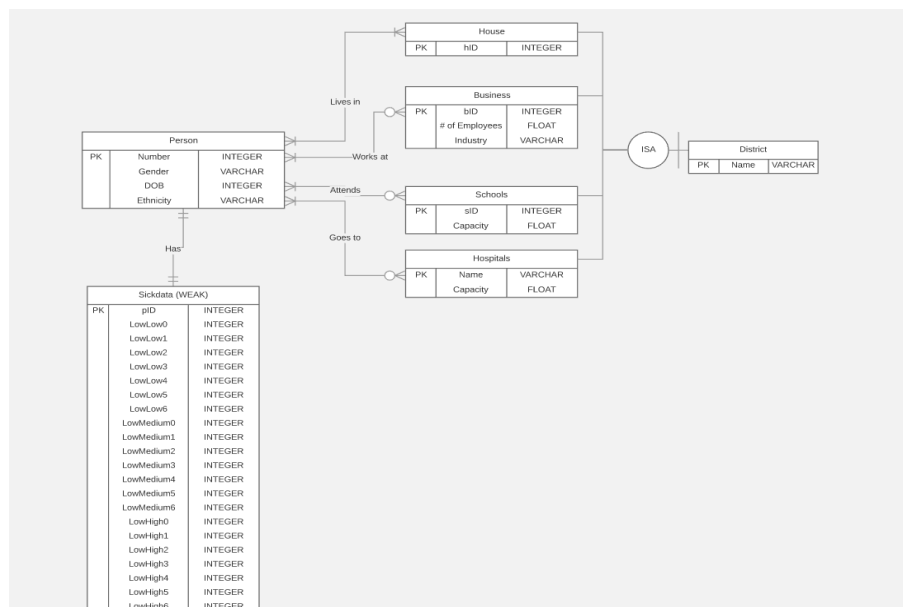 House
PK hID INTEGER
Lives in
Business
PK bID INTEGER
# of Employees FLOAT
Industry VARCHAR
Works at
Person
PK Number INTEGER
Gender VARCHAR
DOB INTEGER
Ethnicity VARCHAR
ISA
District
PK Name VARCHAR
Attends
Schools
PK sID INTEGER
Capacity FLOAT
Goes to
Hospitals
PK Name VARCHAR
Capacity FLOAT
Has
Sickdata (WEAK)
PK pID INTEGER
LowLow0 INTEGER
LowLow1 INTEGER
LowLow2 INTEGER
LowLow3 INTEGER
LowLow4 INTEGER
LowLow5 INTEGER
LowLow6 INTEGER
LowMedium0 INTEGER
LowMedium1 INTEGER
LowMedium2 INTEGER
LowMedium3 INTEGER
LowMedium4 INTEGER
LowMedium5 INTEGER
LowMedium6 INTEGER
LowHigh0 INTEGER
LowHigh1 INTEGER
LowHigh2 INTEGER
LowHigh3 INTEGER
LowHigh4 INTEGER
LowHigh5 INTEGER
LowHigh6 INTEGER